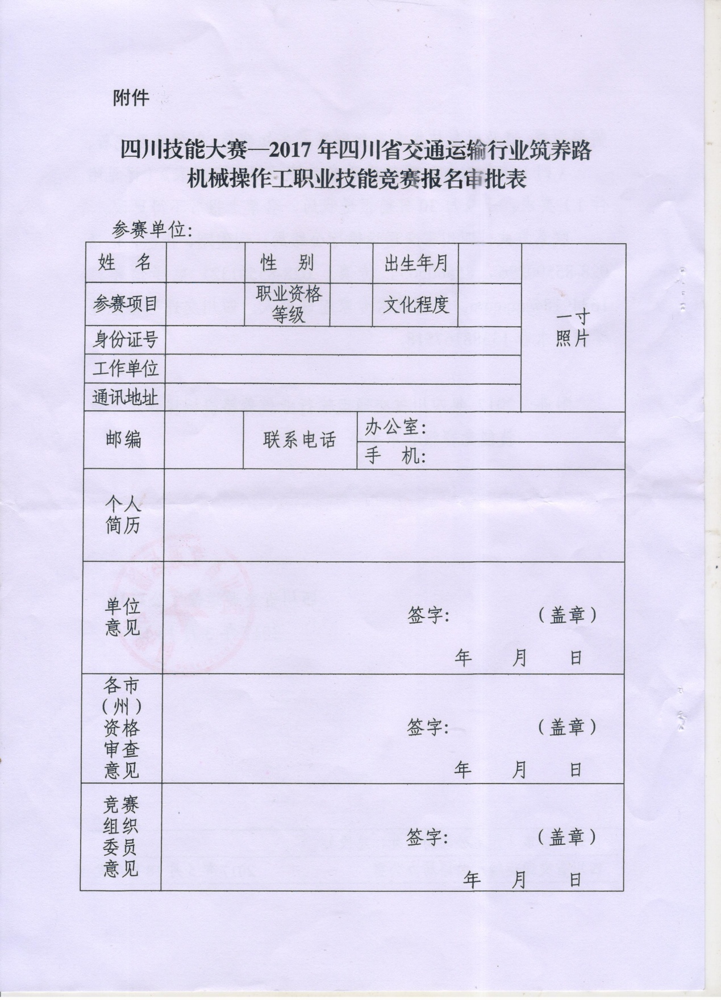 附件
四川技能大赛—2017年四川省交通运输行业筑养路
机械操作工职业技能竞赛报名审批表
参赛单位:
姓 名 性 别 出生年月
参赛项目 职业资格
等级 文化程度
一寸
照片
身份证号
工作单位
通讯地址
邮编 联系电话 办公室:
手 机:
个人
简历
单位
意见
签字: (盖章)
年 月 日
各市
(州)
资格
审查
意见
签字: (盖章)
年 月 日
竞赛
组织
委员
意见
签字: (盖章)
年 月 日